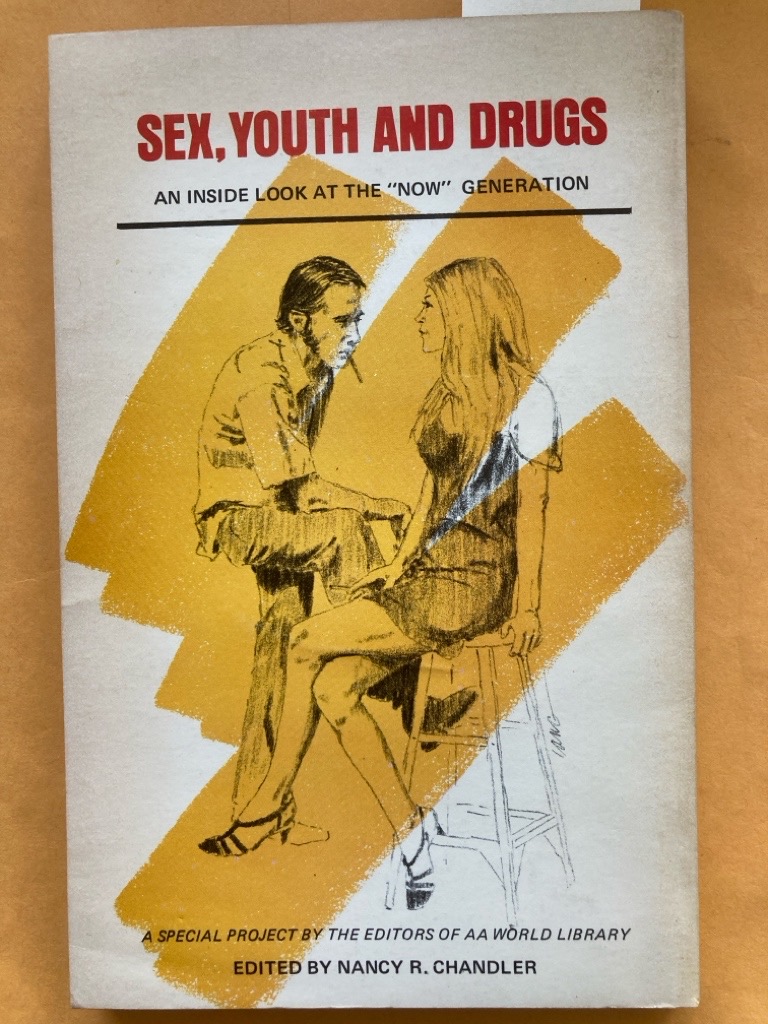 SEX, YOUTH AND DRUGS
AN INSIDE LOOK AT THE "NOW" GENERATION
LANG
A SPECIAL PROJECT BY THE EDITORS OF AA WORLD LIBRARY
EDITED BY NANCY R. CHANDLER